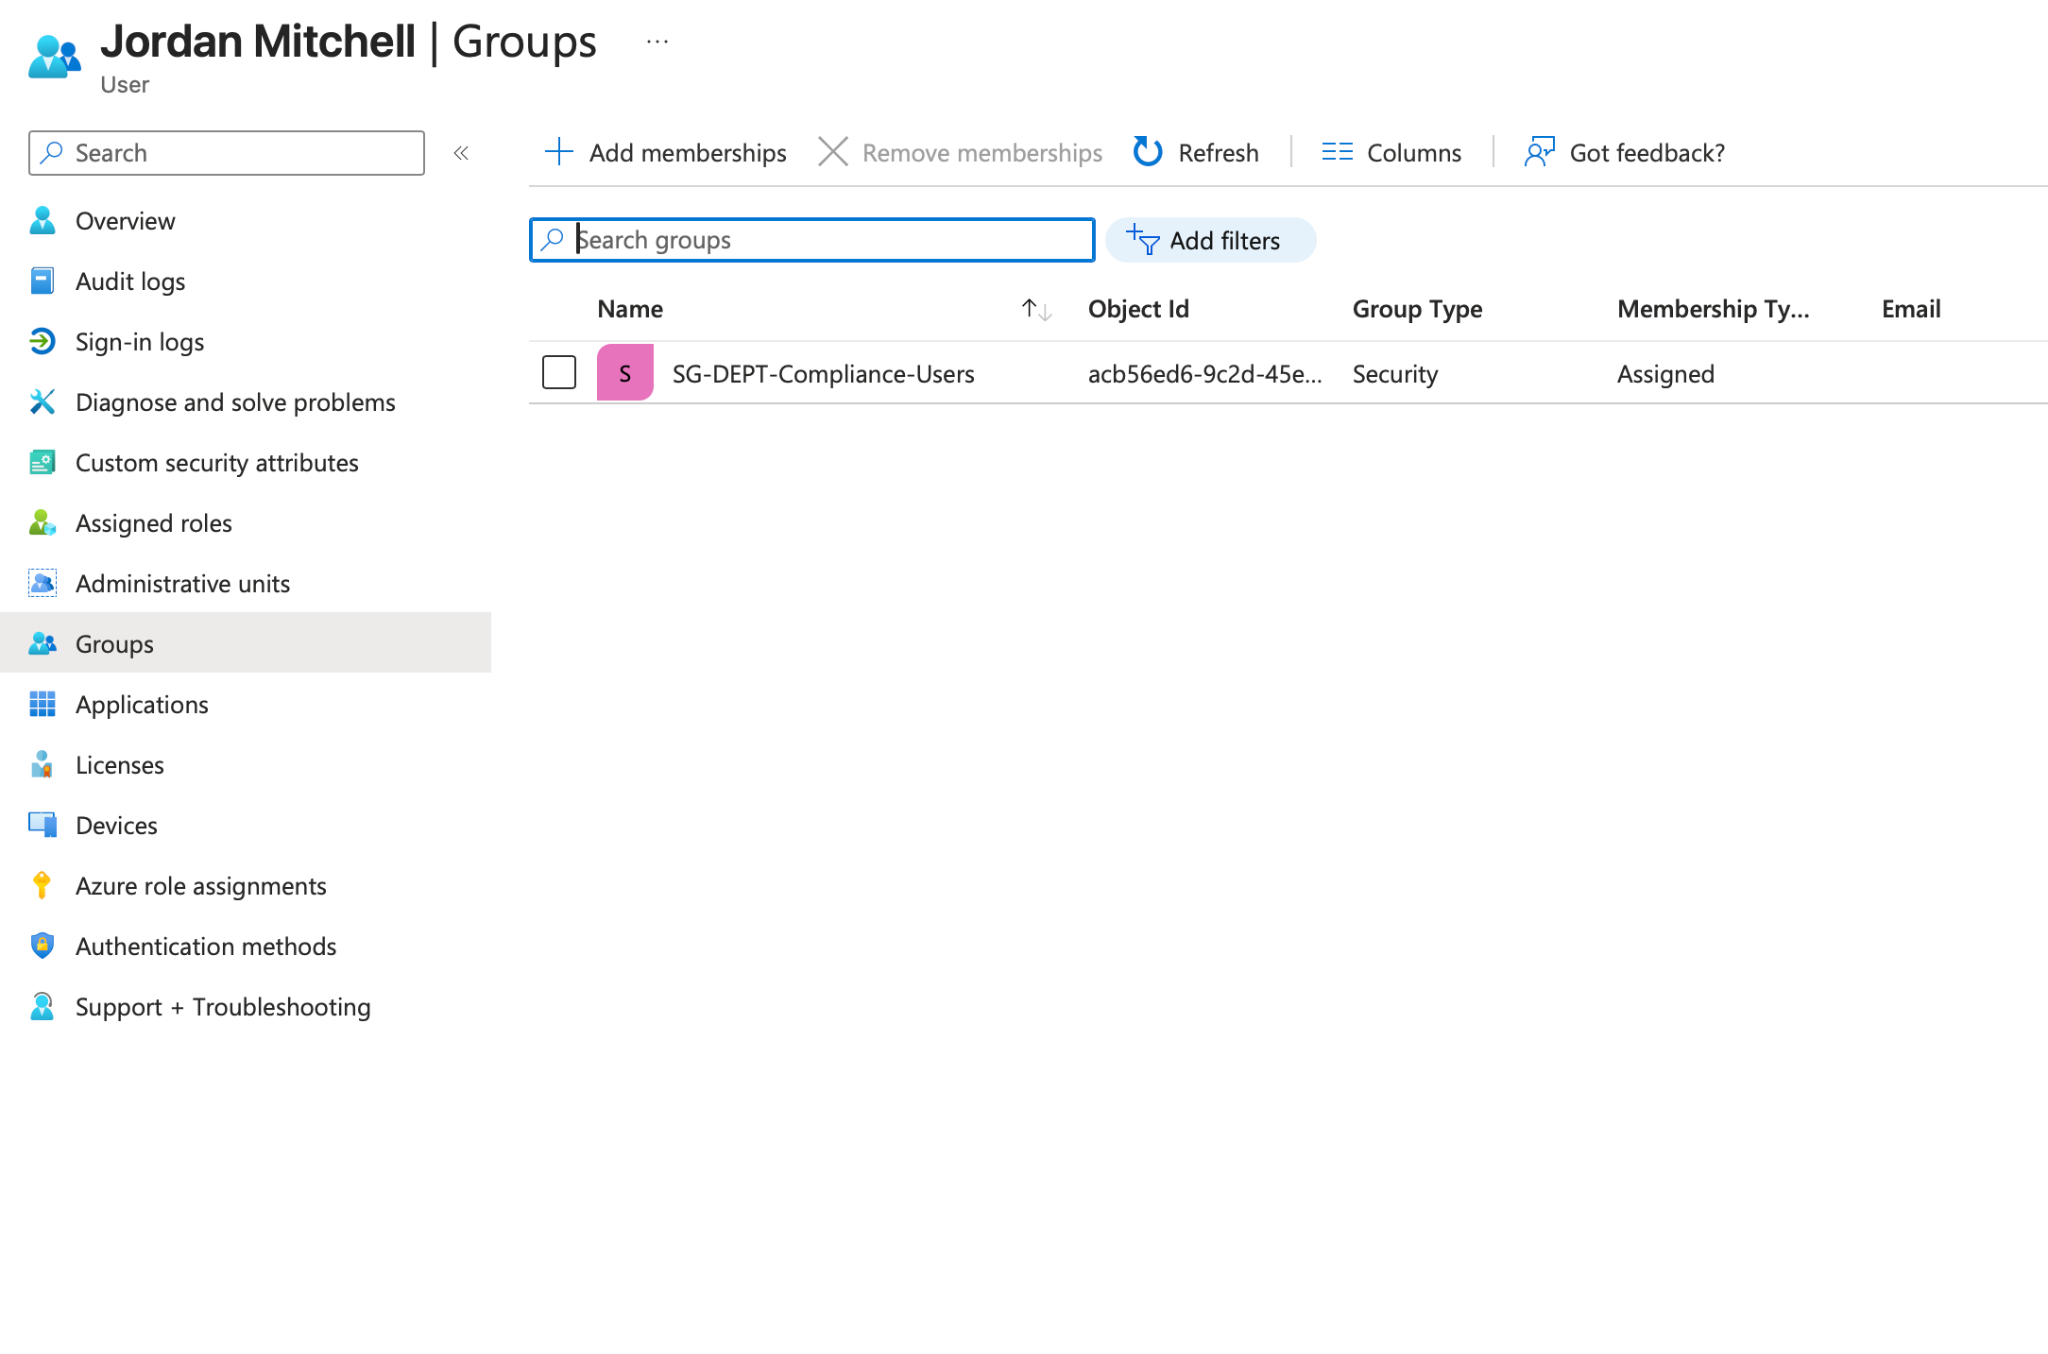 Jordan Mitchell | Groups ...
User
Search «
Add memberships Remove memberships Refresh Columns Got feedback?
Search groups Add filters
Name Object Id Group Type Membership Ty... Email
S SG-DEPT-Compliance-Users acb56ed6-9c2d-45e... Security Assigned
Overview
Audit logs
Sign-in logs
Diagnose and solve problems
Custom security attributes
Assigned roles
Administrative units
Groups
Applications
Licenses
Devices
Azure role assignments
Authentication methods
Support + Troubleshooting